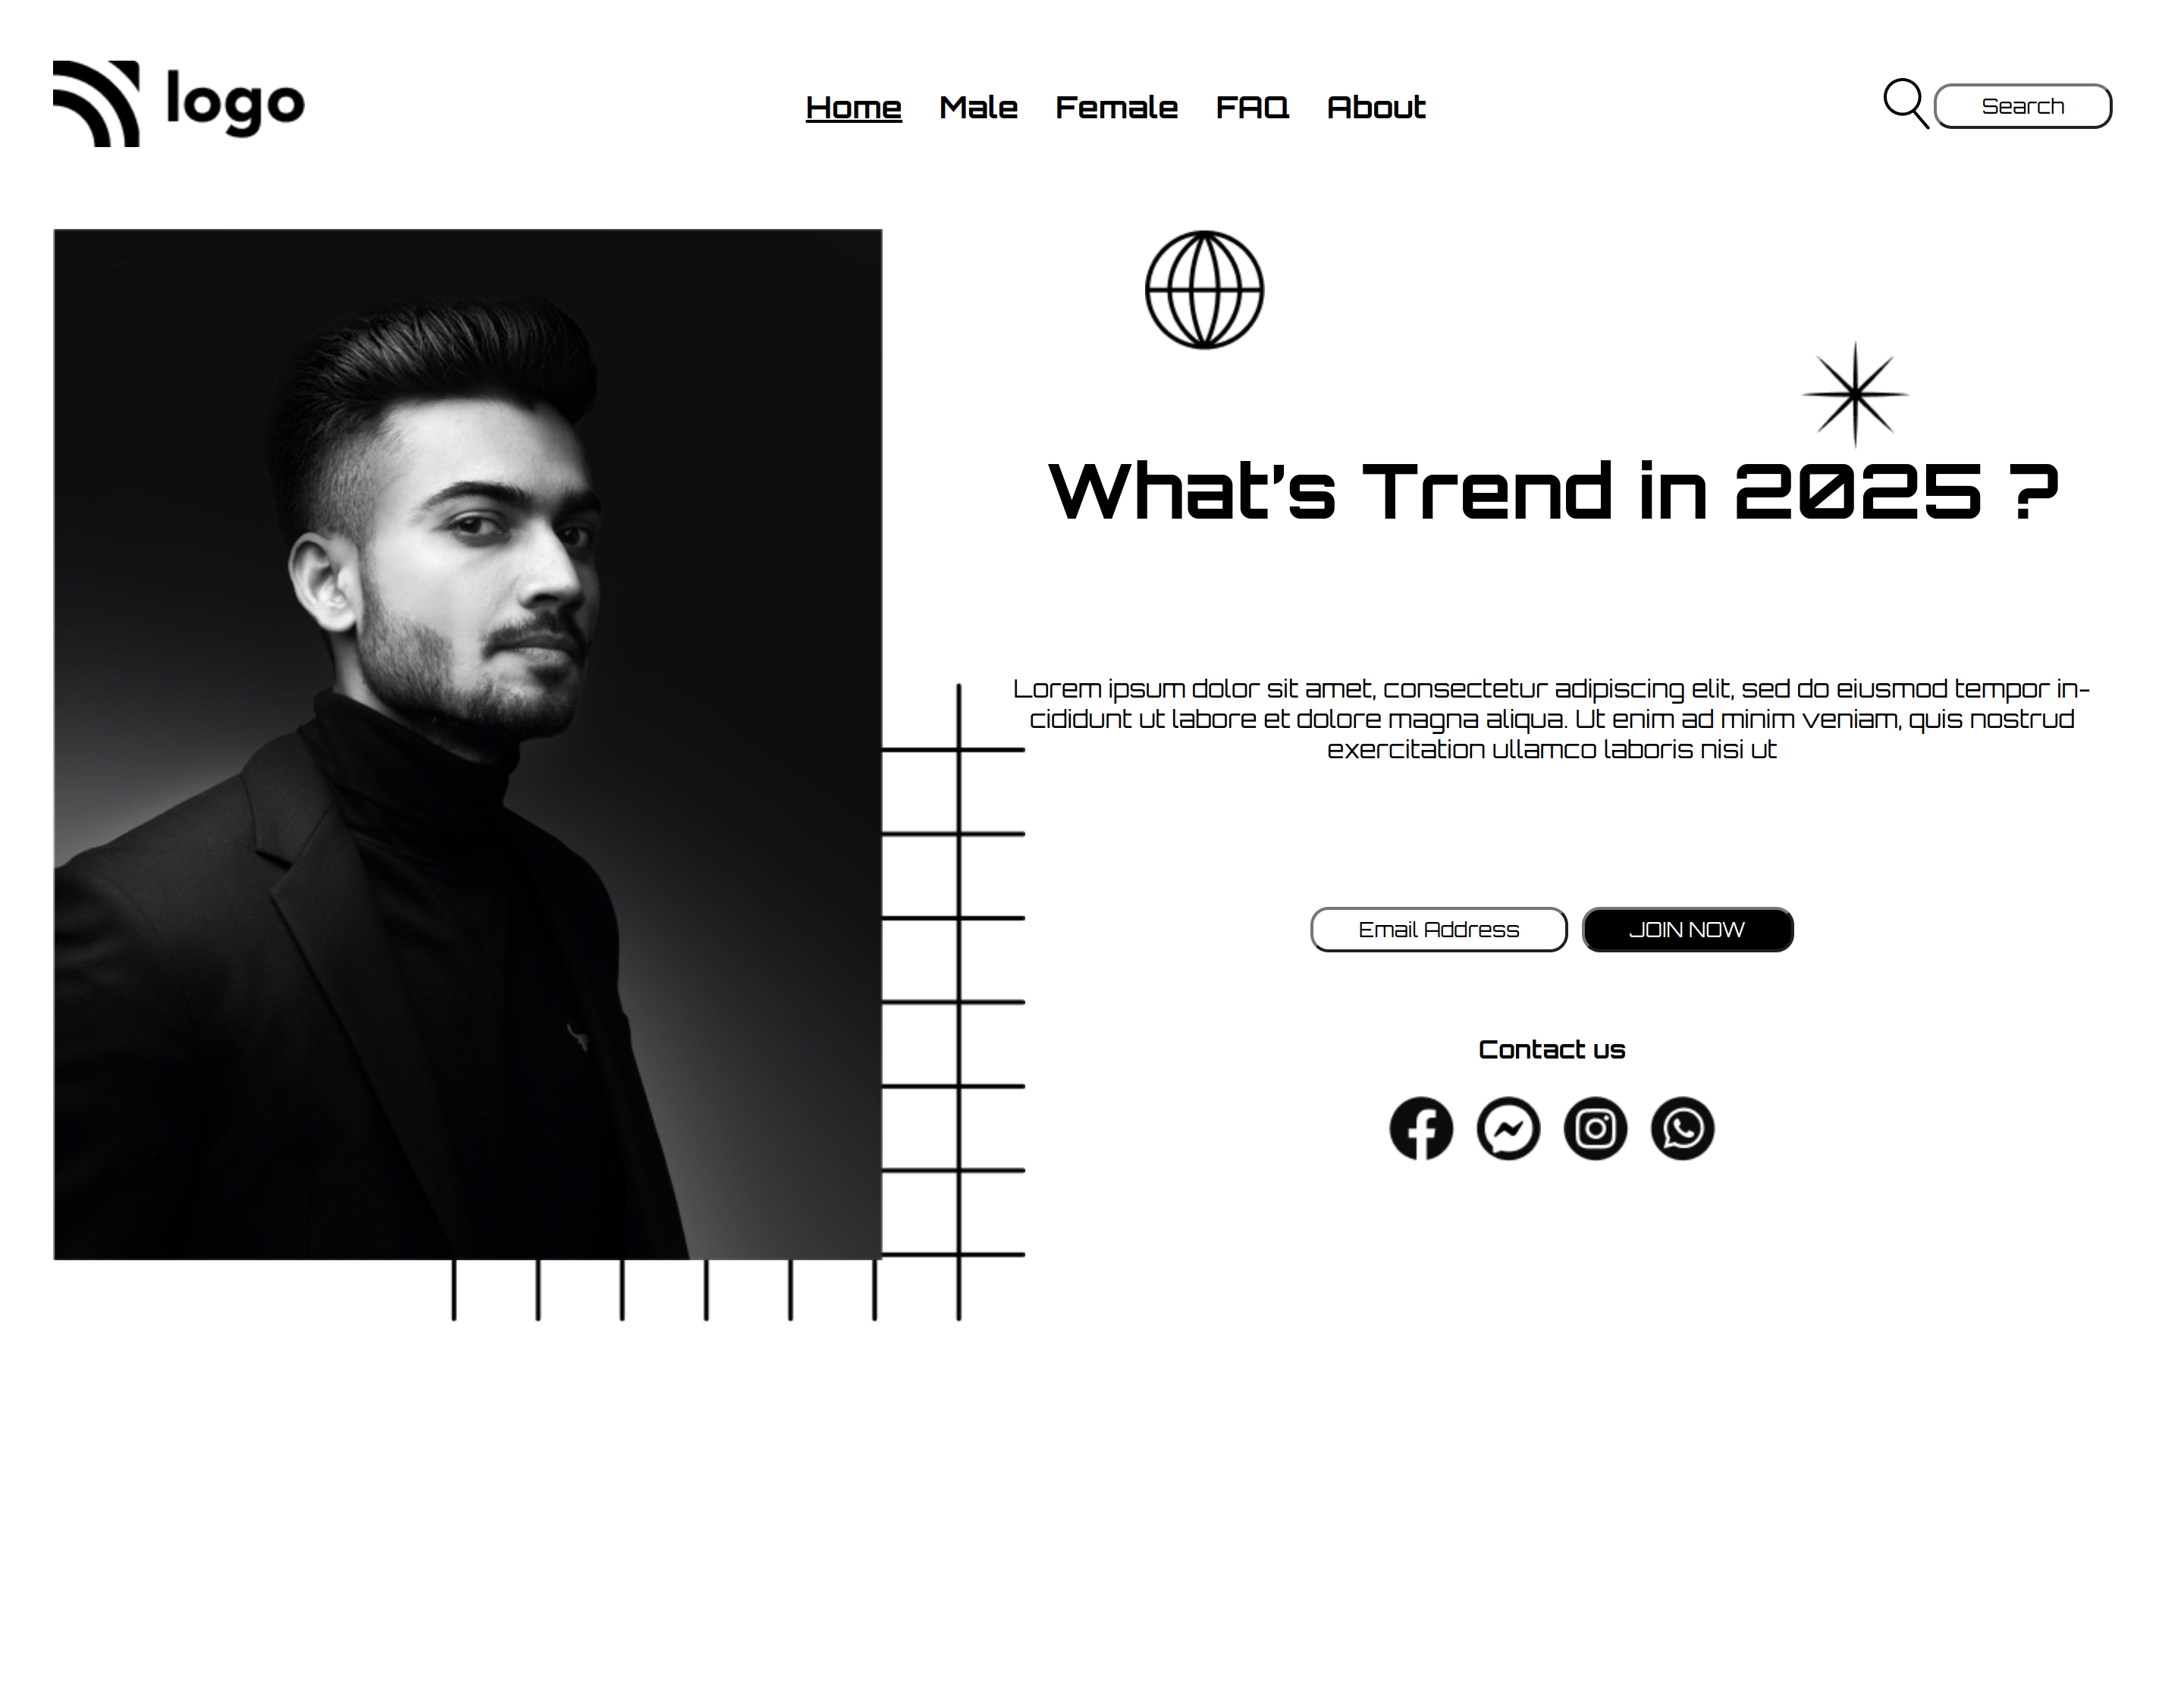 logo
Home Male Female FAQ About
Search
What's Trend in 2025 ?
Lorem ipsum dolor sit amet, consectetur adipiscing elit, sed do eiusmod tempor in-
cididunt ut labore et dolore magna aliqua. Ut enim ad minim veniam, quis nostrud
exercitation ullamco laboris nisi ut
Email Address
JOIN NOW
Contact us